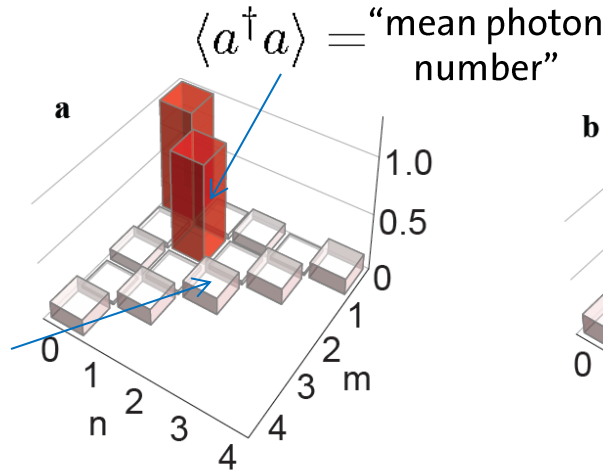 ⟨a†a⟩ = “mean photon
number”
a
b
1.0
0.5
0
0 1 2 3 4
n
1 2 3 4
m
0